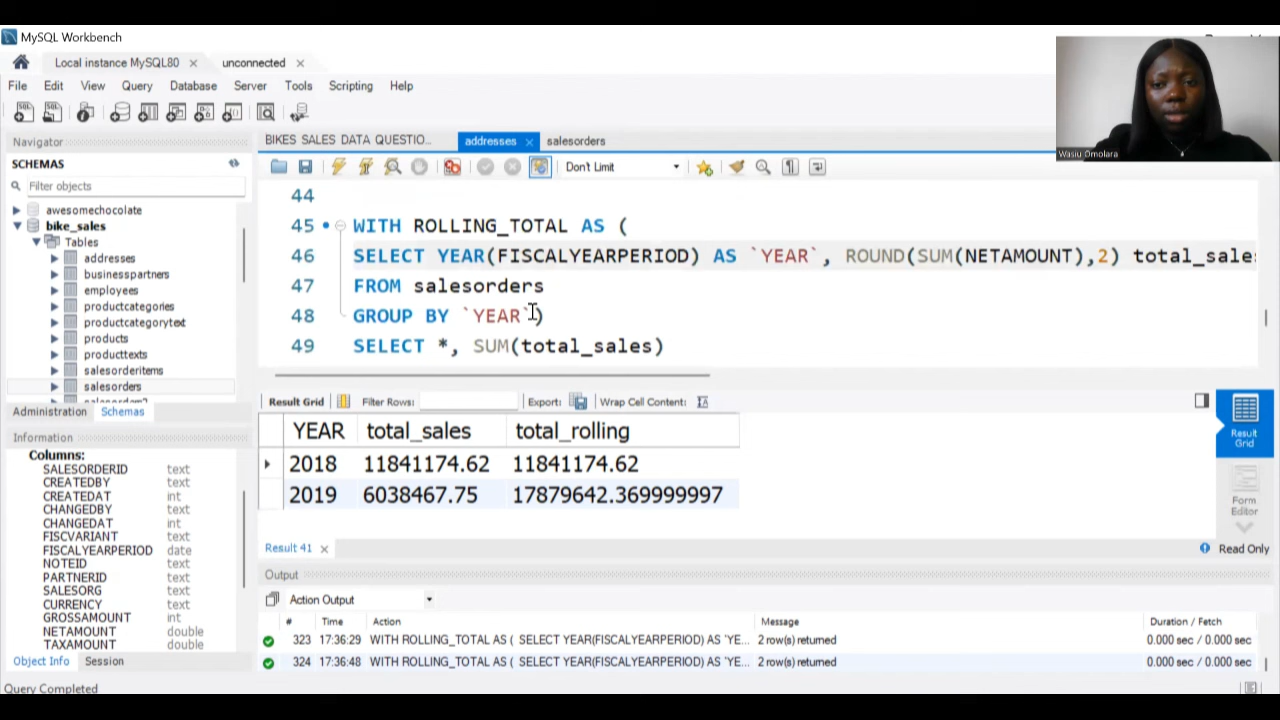 MySQL Workbench
Local instance MySQL80
unconnected
File Edit View Query Database Server Tools Scripting Help
Wasiu Omolara
Navigator
SCHEMAS
Filter objects
awesomechocolate
bike_sales
Tables
addresses
businesspartners
employees
productcategories
productcategorytext
products
producttexts
salesorderitems
salesorders
Administration Schemas
Information
Columns:
SALESORDERID text
CREATEDBY text
CREATEDAT int
CHANGEDBY text
CHANGEDAT int
FISCVARIANT text
FISCALYEARPERIOD date
NOTEID text
PARTNERID text
SALESORG text
CURRENCY text
GROSSAMOUNT int
NETAMOUNT double
TAXAMOUNT double
Object Info Session
Query Completed
BIKES SALES DATA QUESTIO... addresses salesorders
Don't Limit
44
45 WITH ROLLING_TOTAL AS (
46 SELECT YEAR(FISCALYEARPERIOD) AS `YEAR`, ROUND(SUM(NETAMOUNT),2) total_sale
47 FROM salesorders
48 GROUP BY `YEAR`)
49 SELECT *, SUM(total_sales)
Result Grid Filter Rows: Export: Wrap Cell Content:
YEAR total_sales total_rolling
2018 11841174.62 11841174.62
2019 6038467.75 17879642.369999997
Result Grid
Form Editor
Result 41
Read Only
Output
Action Output
# Time Action Message Duration / Fetch
323 17:36:29 WITH ROLLING_TOTAL AS ( SELECT YEAR(FISCALYEARPERIOD) AS `YE... 2 row(s) returned 0.000 sec / 0.000 sec
324 17:36:48 WITH ROLLING_TOTAL AS ( SELECT YEAR(FISCALYEARPERIOD) AS `YE... 2 row(s) returned 0.000 sec / 0.000 sec